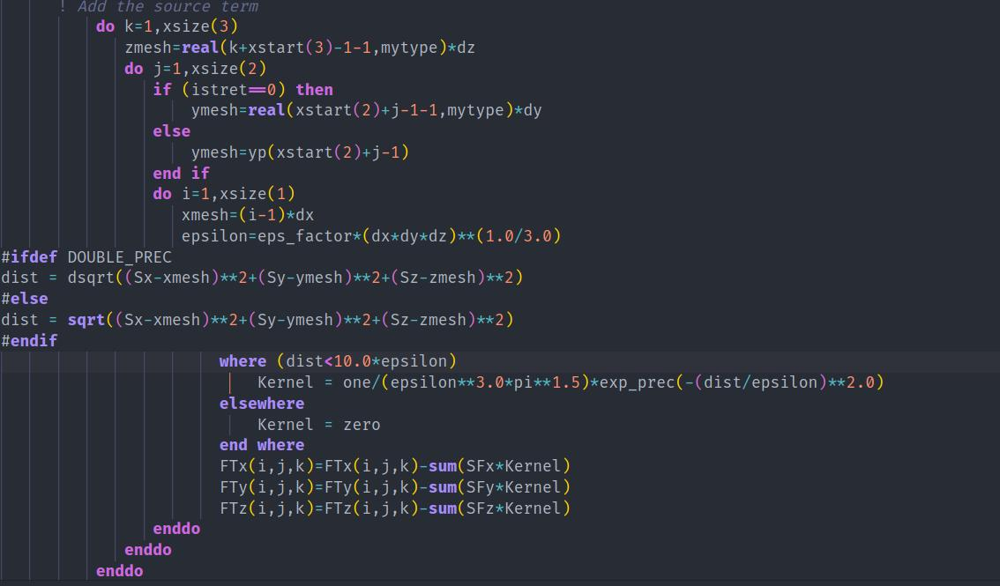 ! Add the source term
do k=1,xsize(3)
zmesh=real(k+xstart(3)-1-1,mytype)*dz
do j=1,xsize(2)
if (istret==0) then
ymesh=real(xstart(2)+j-1-1,mytype)*dy
else
ymesh=yp(xstart(2)+j-1)
end if
do i=1,xsize(1)
xmesh=(i-1)*dx
epsilon=eps_factor*(dx*dy*dz)**(1.0/3.0)
#ifdef DOUBLE_PREC
dist = dsqrt((Sx-xmesh)**2+(Sy-ymesh)**2+(Sz-zmesh)**2)
#else
dist = sqrt((Sx-xmesh)**2+(Sy-ymesh)**2+(Sz-zmesh)**2)
#endif
where (dist<10.0*epsilon)
Kernel = one/(epsilon**3.0*pi**1.5)*exp_prec(-(dist/epsilon)**2.0)
elsewhere
Kernel = zero
end where
FTx(i,j,k)=FTx(i,j,k)-sum(SFx*Kernel)
FTy(i,j,k)=FTy(i,j,k)-sum(SFy*Kernel)
FTz(i,j,k)=FTz(i,j,k)-sum(SFz*Kernel)
enddo
enddo
enddo